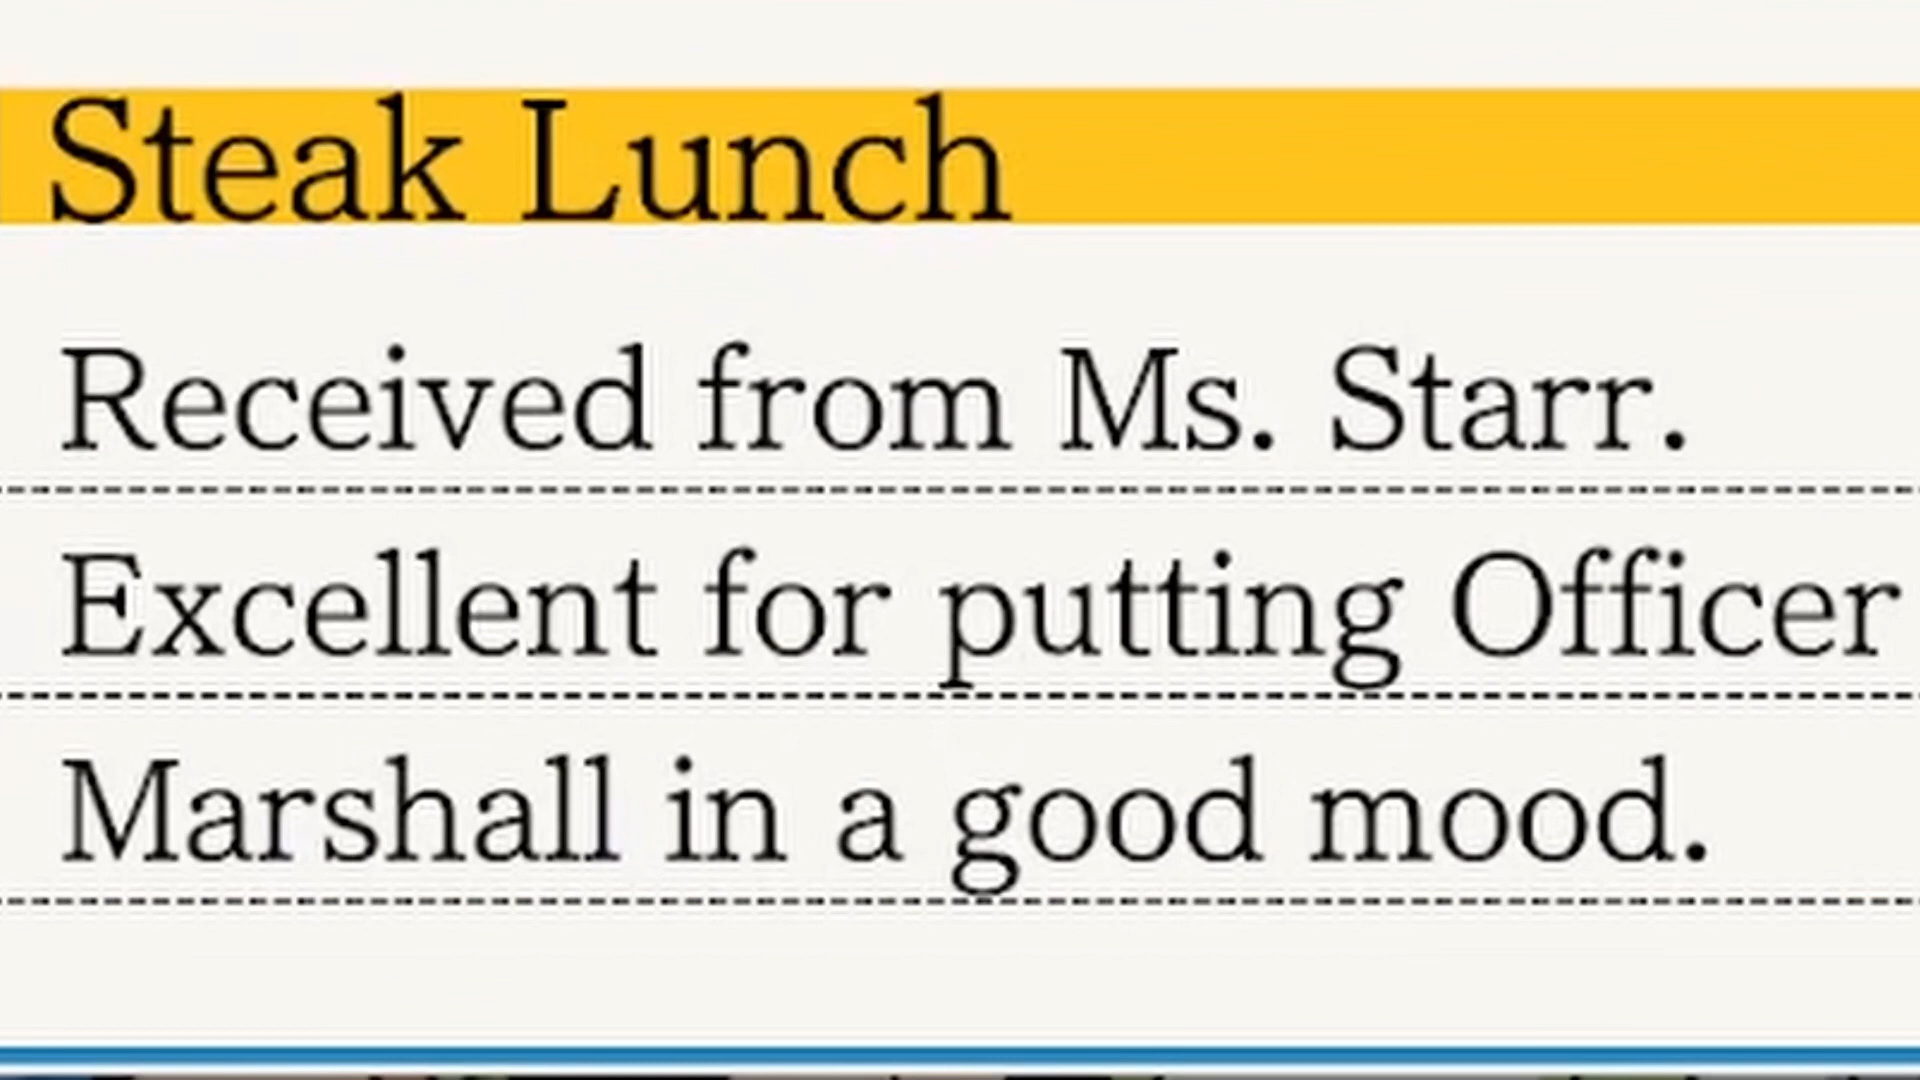 Steak Lunch
Received from Ms. Starr.
Excellent for putting Officer
Marshall in a good mood.